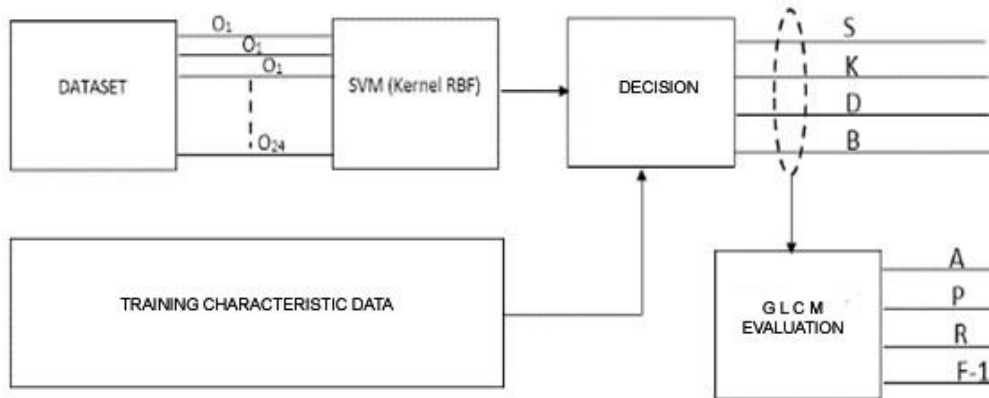 O1
O1
O1
O24
DATASET
SVM (Kernel RBF)
DECISION
S
K
D
B
TRAINING CHARACTERISTIC DATA
G L C M
EVALUATION
A
P
R
F-1